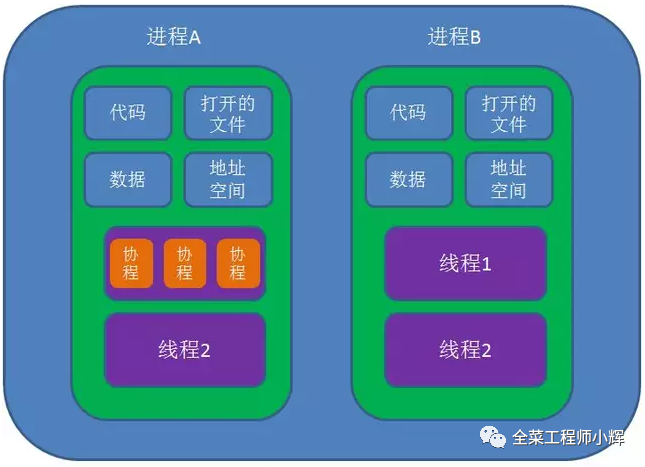 进程A
进程B
代码
打开的
文件
数据
地址
空间
协
程
协
程
协
程
线程2
代码
打开的
文件
数据
地址
空间
线程1
线程2
全菜工程师小辉